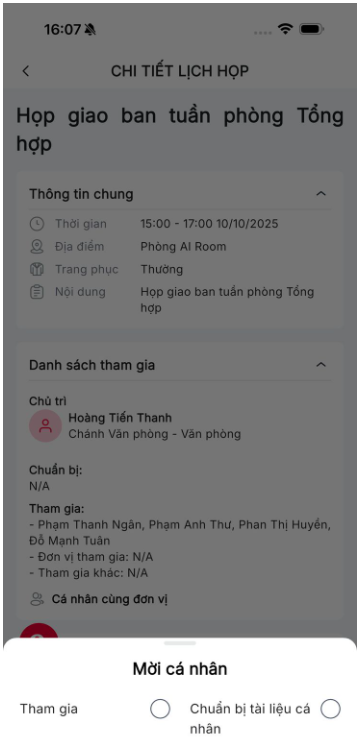 16:07
CHI TIẾT LỊCH HỌP
Họp giao ban tuần phòng Tổng
hợp
Thông tin chung
Thời gian 15:00 - 17:00 10/10/2025
Địa điểm Phòng AI Room
Trang phục Thường
Nội dung Họp giao ban tuần phòng Tổng
hợp
Danh sách tham gia
Chủ trì
Hoàng Tiến Thanh
Chánh Văn phòng - Văn phòng
Chuẩn bị:
N/A
Tham gia:
- Phạm Thanh Ngân, Phạm Anh Thư, Phan Thị Huyền,
Đỗ Mạnh Tuân
- Đơn vị tham gia: N/A
- Tham gia khác: N/A
Cá nhân cùng đơn vị
Mời cá nhân
Tham gia Chuẩn bị tài liệu cá
nhân